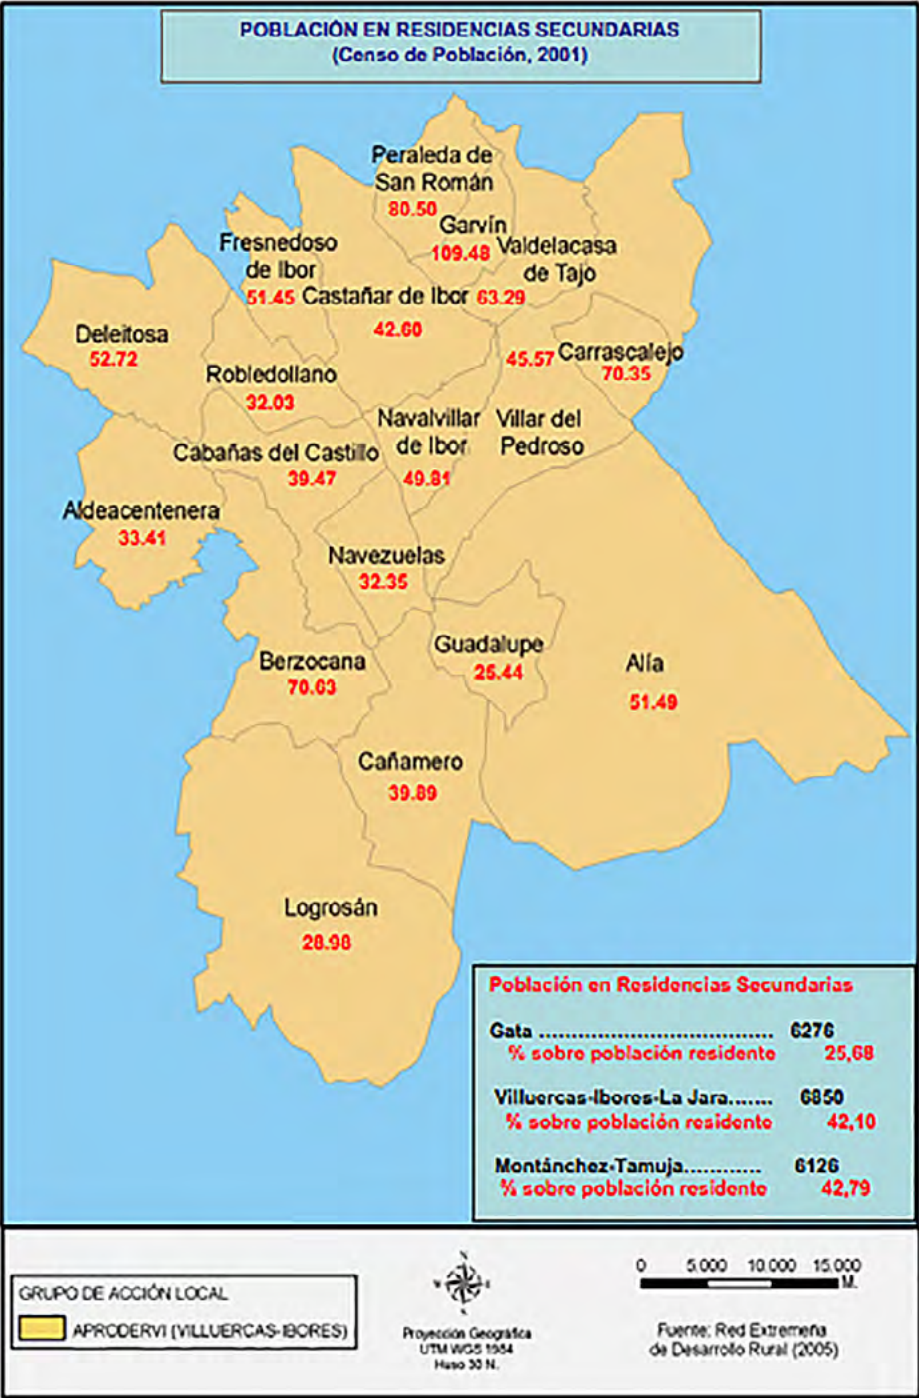 POBLACIÓN EN RESIDENCIAS SECUNDARIAS
(Censo de Población, 2001)
Peraleda de
San Román
80.50
Garvín
109.48
Valdelacasa
de Tajo
63.29
Fresnedoso
de Ibor
51.45
Castañar de Ibor
42.60
Deleitosa
52.72
Robledollano
32.03
45.57
Carrascalejo
70.35
Navalvillar
de Ibor
49.81
Villar del
Pedroso
Cabañas del Castillo
39.47
Aldeacentenera
33.41
Navezuelas
32.35
Guadalupe
25.44
Alía
51.49
Berzocana
70.63
Cañamero
39.89
Logrosán
28.98
Población en Residencias Secundarias
Gata .................................. 6276
% sobre población residente 25,68
Villuercas-Ibores-La Jara....... 6850
% sobre población residente 42,10
Montánchez-Tamuja............ 6126
% sobre población residente 42,79
GRUPO DE ACCIÓN LOCAL
APRODERVI (VILLUERCAS-IBORES)
N
W E
S
Proyección Geográfica
UTM WGS 1984
Huso 30 N.
0 5.000 10.000 15.000
M.
Fuente: Red Extremeña
de Desarrollo Rural (2005)